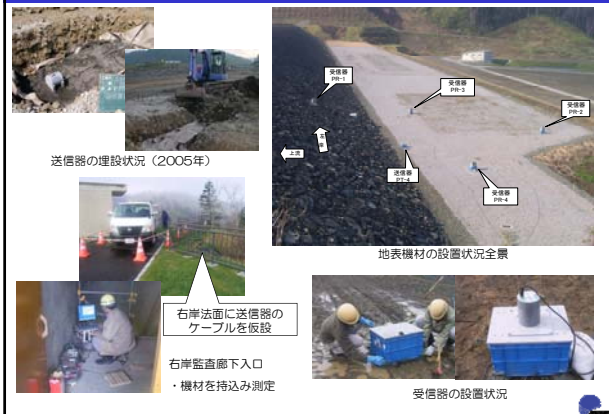 送信器の埋設状況（2005年）
受信器
PR-1
受信器
PR-3
受信器
PR-2
上流
送信器
PT-4
受信器
PR-4
地表機材の設置状況全景
右岸法面に送信器の
ケーブルを仮設
右岸監査廊下入口
・機材を持込み測定
受信器の設置状況